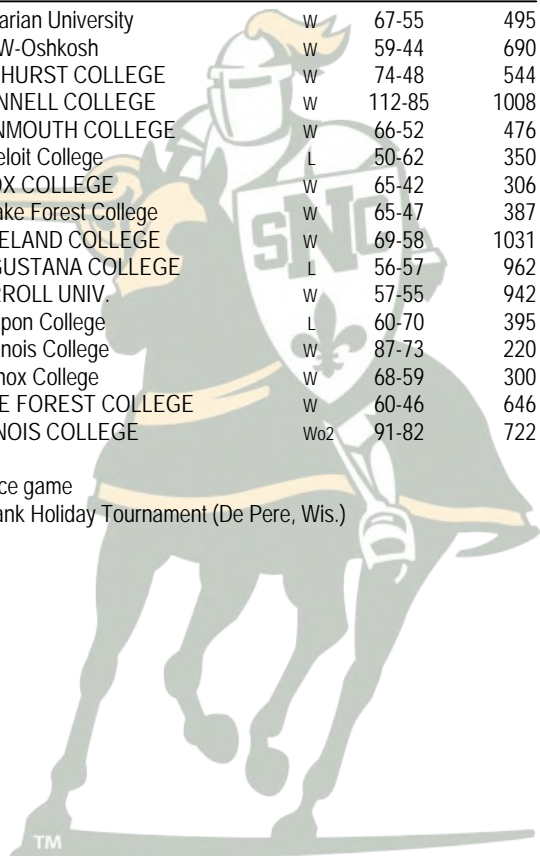 arian University W 67-55 495
W-Oshkosh W 59-44 690
HURST COLLEGE W 74-48 544
NNELL COLLEGE W 112-85 1008
NMOUTH COLLEGE W 66-52 476
eloit College L 50-62 350
OX COLLEGE W 65-42 306
ake Forest College W 65-47 387
ELAND COLLEGE W 69-58 1031
GUSTANA COLLEGE L 56-57 962
RROLL UNIV. W 57-55 942
pon College L 60-70 395
inois College W 87-73 220
nox College W 68-59 300
E FOREST COLLEGE W 60-46 646
NOIS COLLEGE Wo2 91-82 722
ce game
ank Holiday Tournament (De Pere, Wis.)
SNC
TM